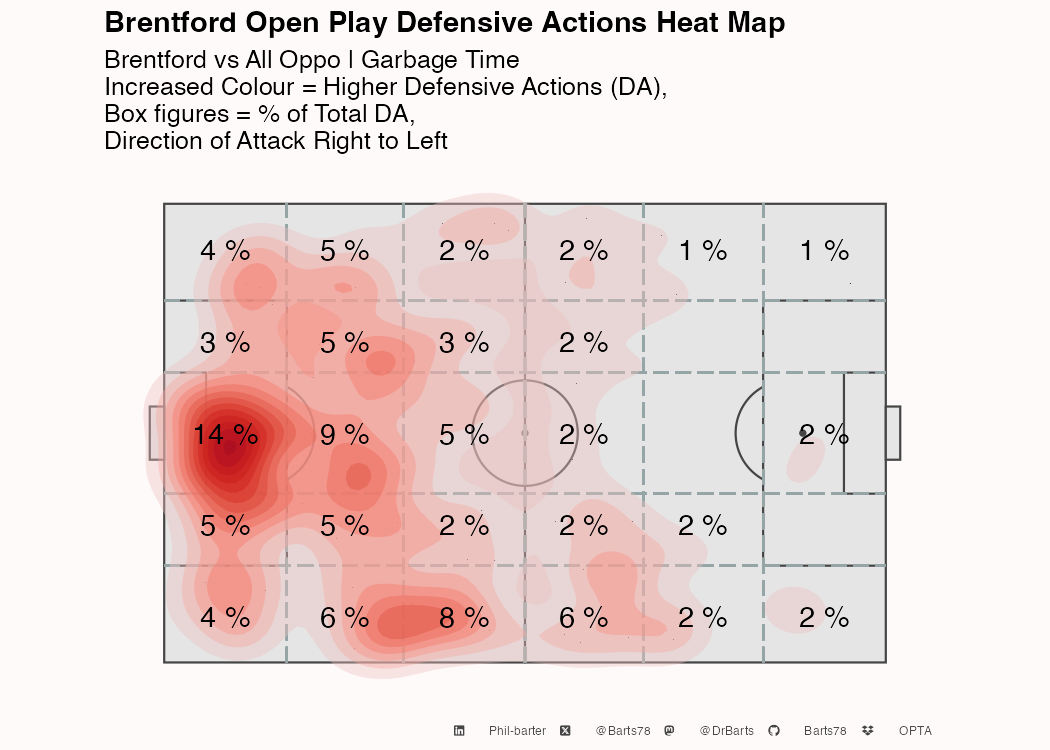 Brentford Open Play Defensive Actions Heat Map
Brentford vs All Oppo | Garbage Time
Increased Colour = Higher Defensive Actions (DA),
Box figures = % of Total DA,
Direction of Attack Right to Left
4 % 5 % 2 % 2 % 1 % 1 %
3 % 5 % 3 % 2 %
14 % 9 % 5 % 2 % 2 %
5 % 5 % 2 % 2 % 2 %
4 % 6 % 8 % 6 % 2 % 2 %
Phil-barter @Barts78 @DrBarts Barts78 OPTA